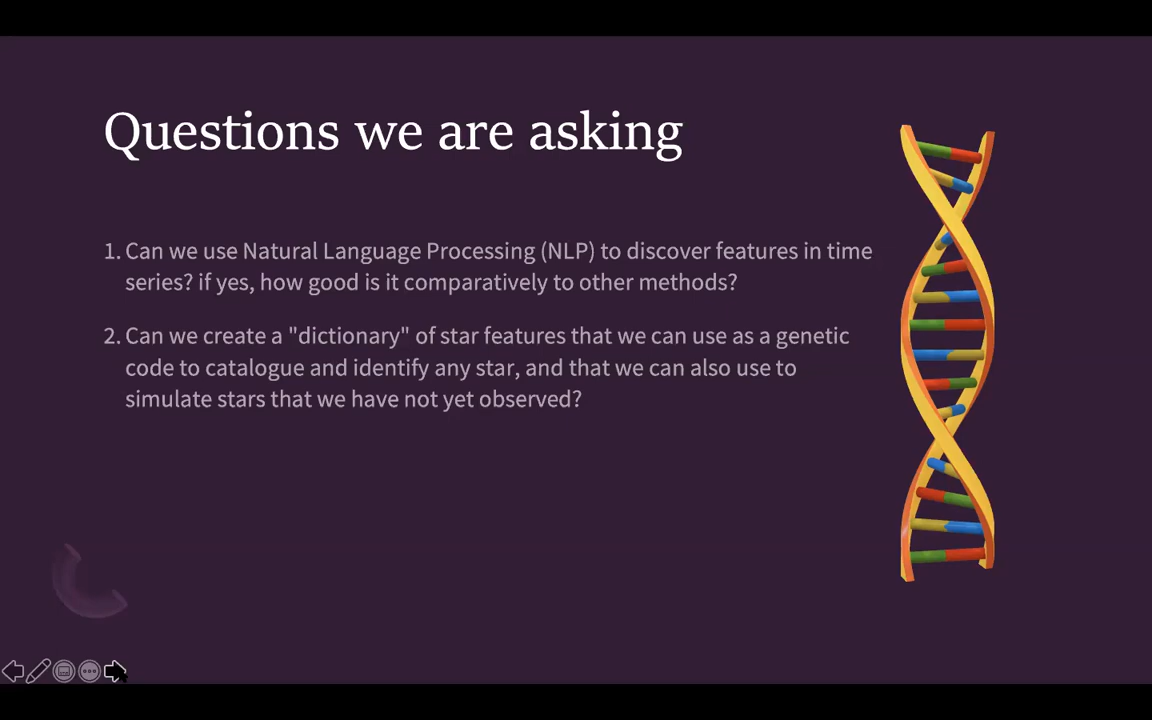 Questions we are asking
1. Can we use Natural Language Processing (NLP) to discover features in time
series? if yes, how good is it comparatively to other methods?
2. Can we create a "dictionary" of star features that we can use as a genetic
code to catalogue and identify any star, and that we can also use to
simulate stars that we have not yet observed?